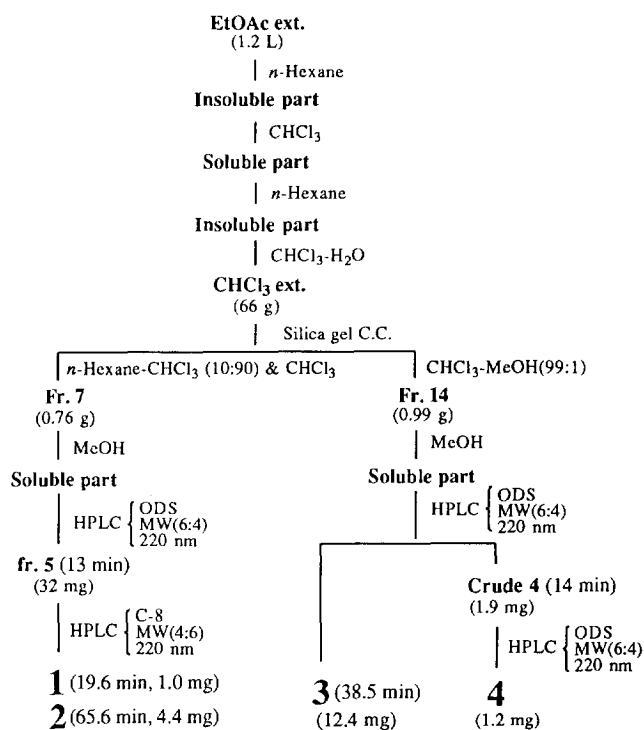 EtOAc ext.
(1.2 L)
n-Hexane
Insoluble part
CHCl3
Soluble part
n-Hexane
Insoluble part
CHCl3-H2O
CHCl3 ext.
(66 g)
Silica gel C.C.
n-Hexane-CHCl3 (10:90) & CHCl3
Fr. 7
(0.76 g)
MeOH
Soluble part
HPLC
ODS
MW(6:4)
220 nm
fr. 5 (13 min)
(32 mg)
HPLC
C-8
MW(4:6)
220 nm
1 (19.6 min, 1.0 mg)
2 (65.6 min, 4.4 mg)
CHCl3-MeOH(99:1)
Fr. 14
(0.99 g)
MeOH
Soluble part
HPLC
ODS
MW(6:4)
220 nm
3 (38.5 min)
(12.4 mg)
Crude 4 (14 min)
(1.9 mg)
HPLC
ODS
MW(6:4)
220 nm
4
(1.2 mg)